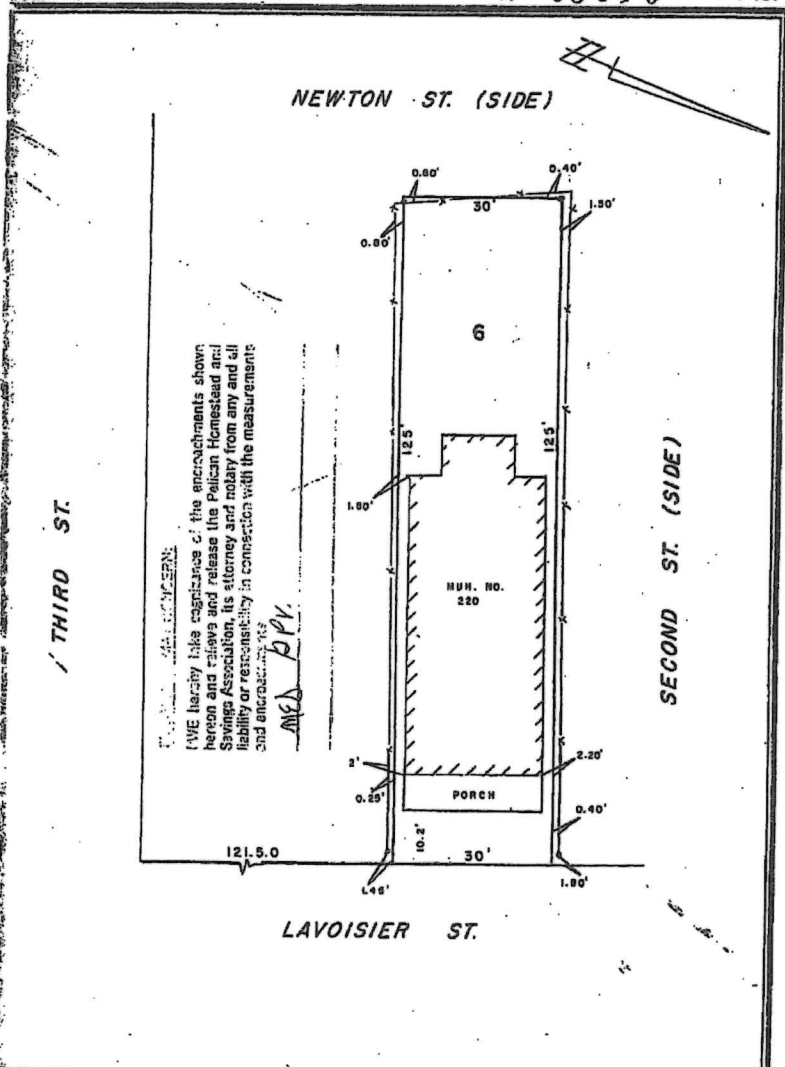 NEWTON ST. (SIDE)
0.60'
0.40'
30'
1.50'
0.80'
6
125'
125'
1.60'
MUN. NO.
220
THIRD ST.
SECOND ST. (SIDE)
CONCERN:
I/WE hereby take cognizance of the encroachments shown
hereon and relieve and release the Pelican Homestead and
Savings Association, its attorney and notary from any and all
liability or responsibility in connection with the measurements
and encroachments
2'
2.20'
0.25'
PORCH
0.40'
10.2'
121.5.0
30'
1.80'
LAVOISIER ST.